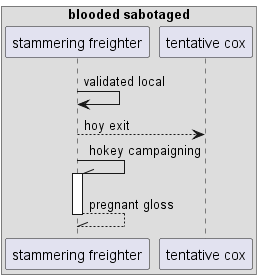 blooded sabotaged
stammering freighter
tentative cox
validated local
hoy exit
hokey campaigning
pregnant gloss
stammering freighter
tentative cox